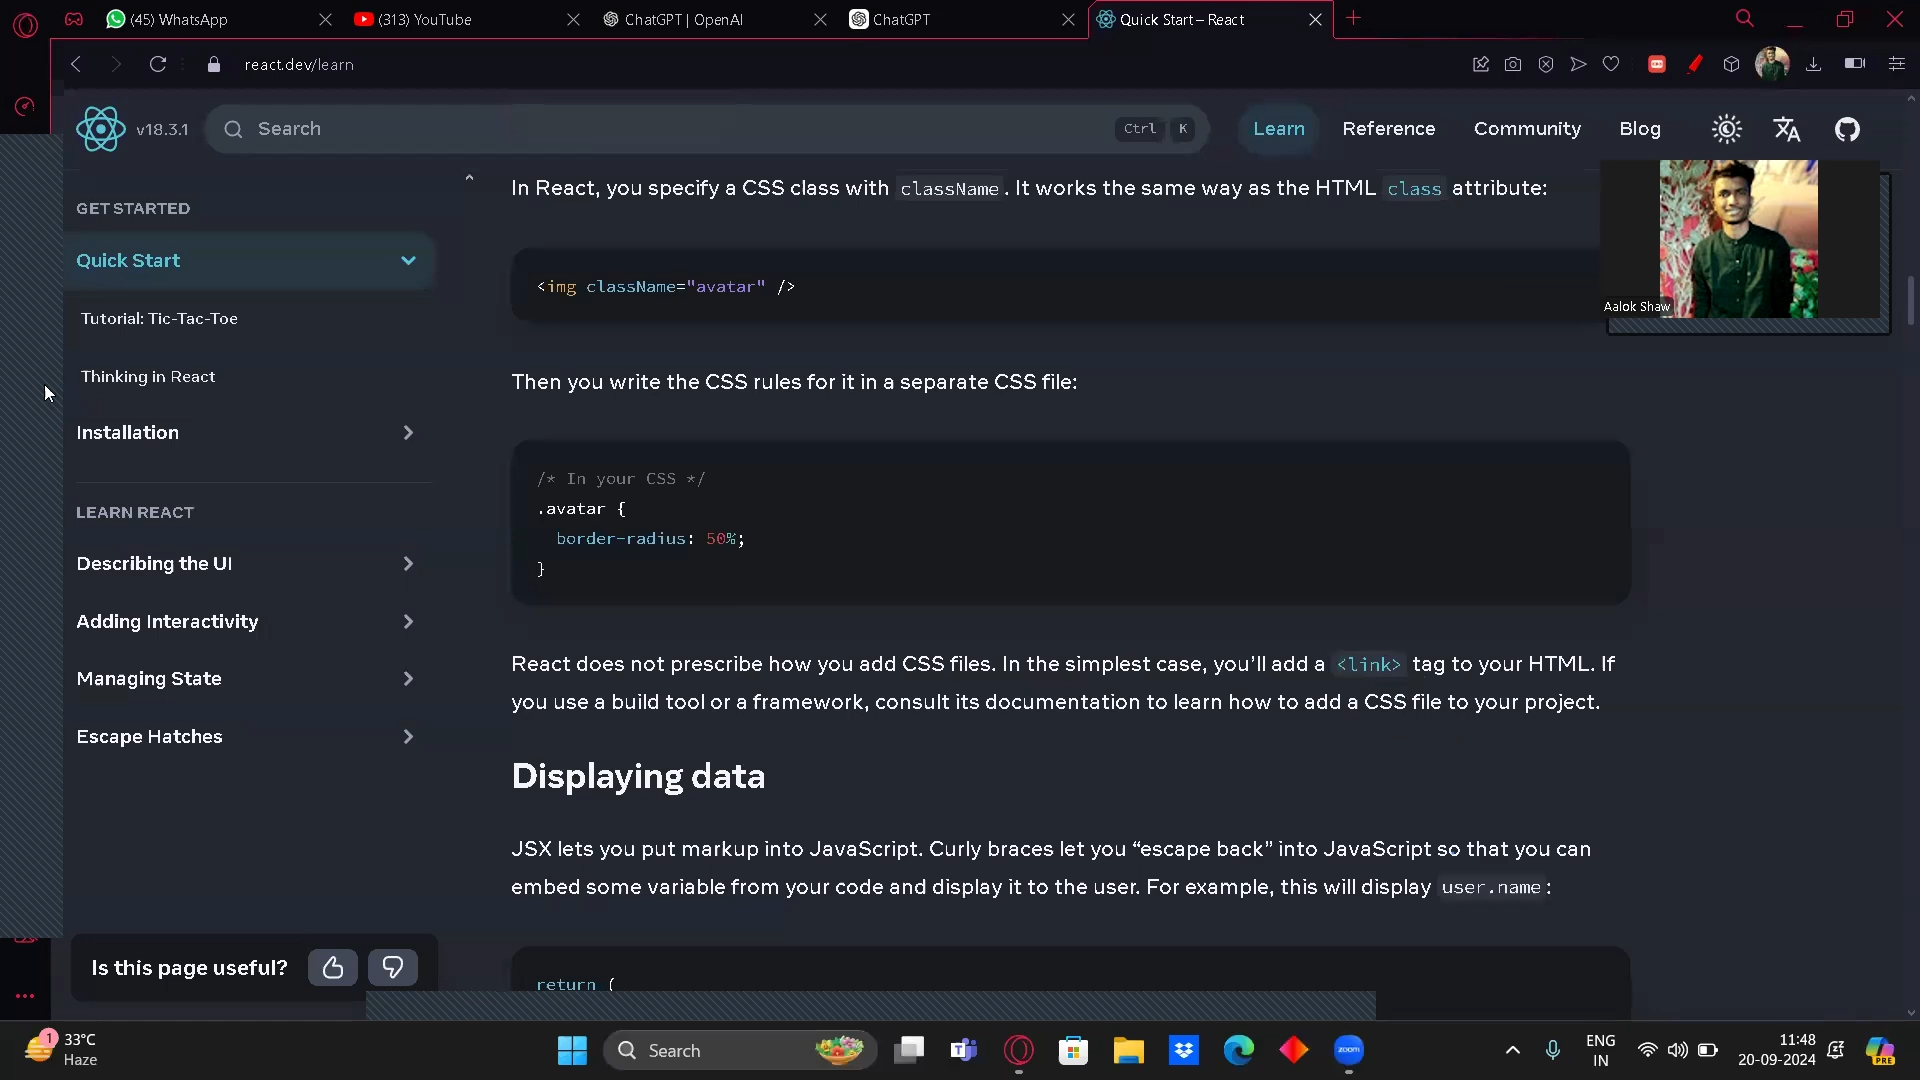 (45) WhatsApp
(313) YouTube
ChatGPT | OpenAI
ChatGPT
Quick Start – React
react.dev/learn
v18.3.1
Search
Ctrl K
Learn
Reference
Community
Blog
GET STARTED
Quick Start
Tutorial: Tic-Tac-Toe
Thinking in React
Installation
LEARN REACT
Describing the UI
Adding Interactivity
Managing State
Escape Hatches
Is this page useful?
In React, you specify a CSS class with className. It works the same way as the HTML class attribute:
<img className="avatar" />
Aalok Shaw
Then you write the CSS rules for it in a separate CSS file:
/* In your CSS */
.avatar {
border-radius: 50%;
}
React does not prescribe how you add CSS files. In the simplest case, you’ll add a <link> tag to your HTML. If
you use a build tool or a framework, consult its documentation to learn how to add a CSS file to your project.
Displaying data
JSX lets you put markup into JavaScript. Curly braces let you “escape back” into JavaScript so that you can
embed some variable from your code and display it to the user. For example, this will display user.name:
return (
1
33°C
Haze
Search
zoom
ENG
IN
11:48
20-09-2024
PRE